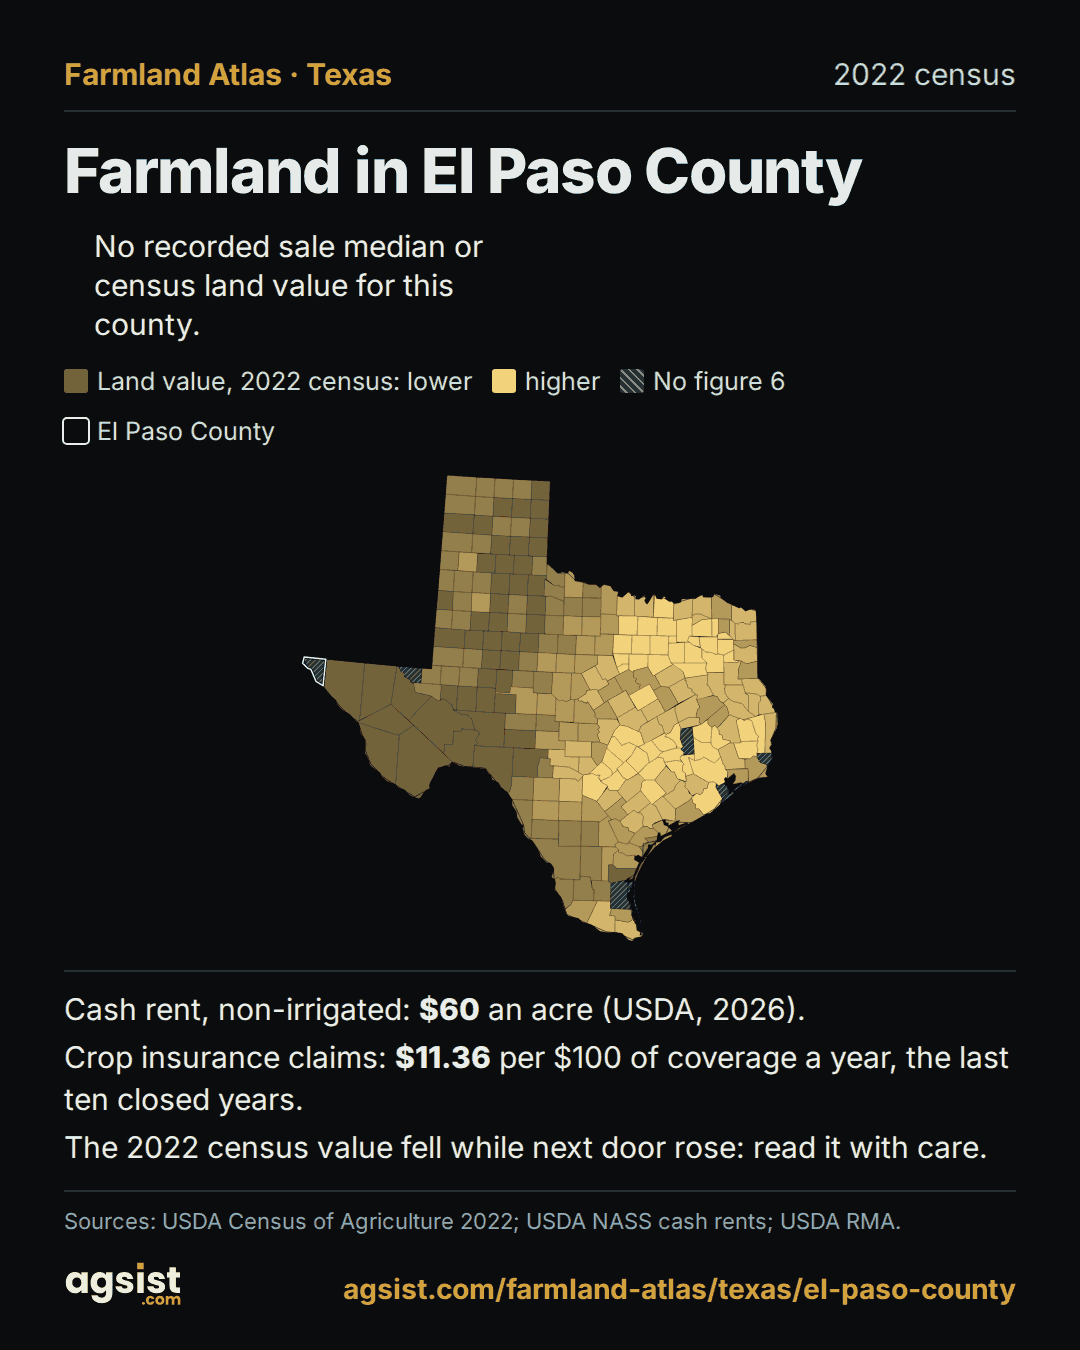 Farmland Atlas · Texas
2022 census
Farmland in El Paso County
No recorded sale median or
census land value for this
county.
Land value, 2022 census: lower
higher
No figure 6
El Paso County
Cash rent, non-irrigated: $60 an acre (USDA, 2026).
Crop insurance claims: $11.36 per $100 of coverage a year, the last
ten closed years.
The 2022 census value fell while next door rose: read it with care.
Sources: USDA Census of Agriculture 2022; USDA NASS cash rents; USDA RMA.
agsist
.com
agsist.com/farmland-atlas/texas/el-paso-county